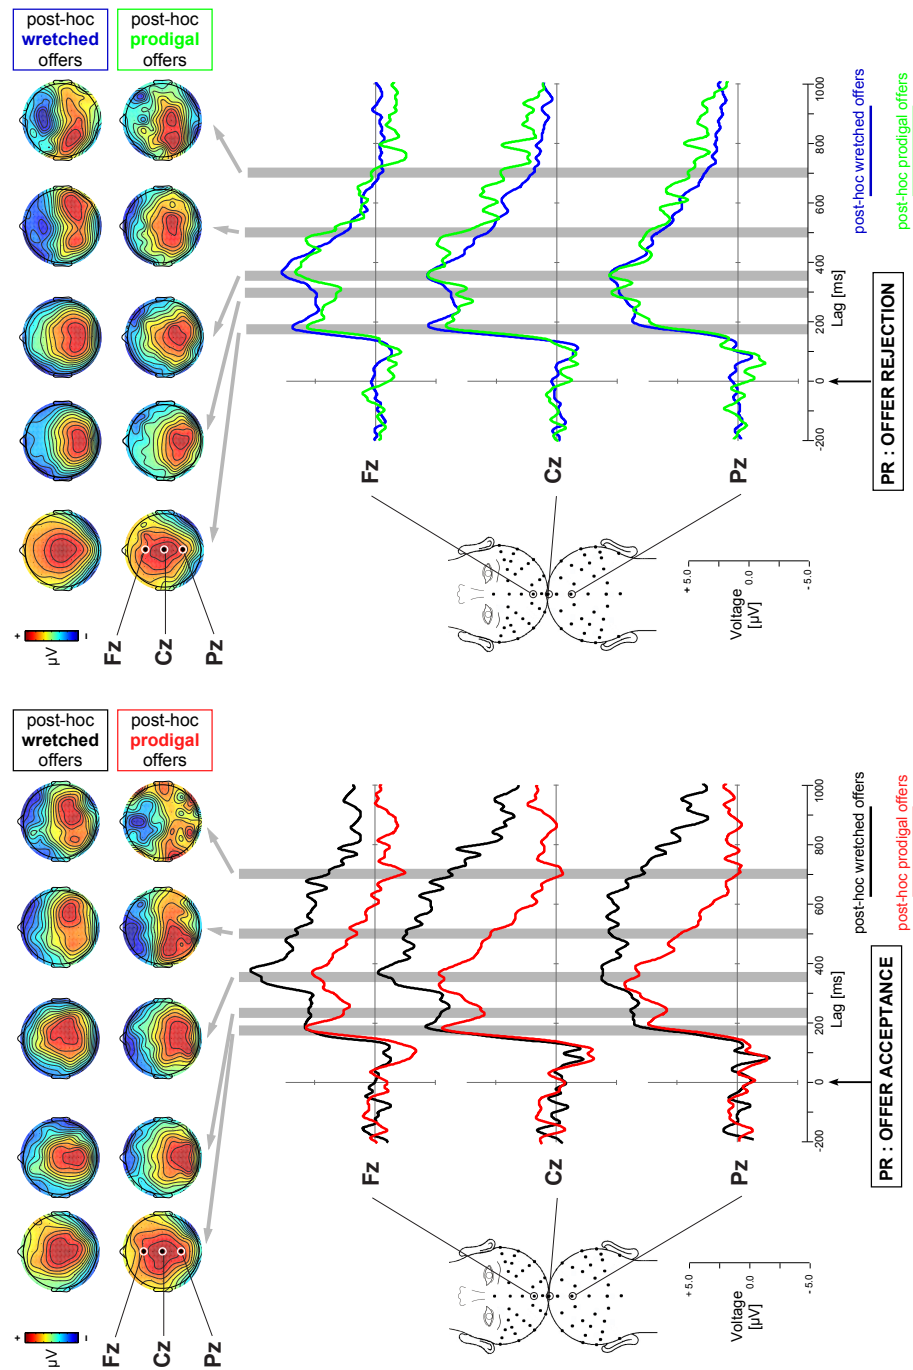 post-hoc
wretched
offers
post-hoc
prodigal
offers
+
µV
–
Fz
Cz
Pz
Fz
Cz
Pz
-200
0
200
400
600
800
1000
Lag [ms]
+ 5.0
0.0
- 5.0
Voltage
[µV]
PR : OFFER REJECTION
post-hoc wretched offers
post-hoc prodigal offers
post-hoc
wretched
offers
post-hoc
prodigal
offers
+
µV
–
Fz
Cz
Pz
Fz
Cz
Pz
-200
0
200
400
600
800
1000
Lag [ms]
+ 5.0
0.0
- 5.0
Voltage
[µV]
PR : OFFER ACCEPTANCE
post-hoc wretched offers
post-hoc prodigal offers